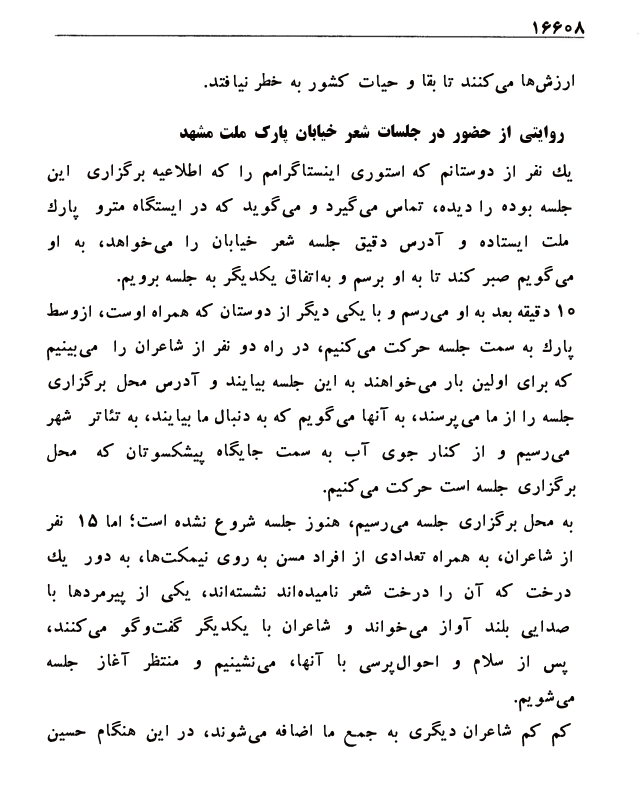 ۱۶۶۰۸
ارزش‌ها می‌کنند تا بقا و حیات کشور به خطر نیافتد.
روایتی از حضور در جلسات شعر خیابان پارک ملت مشهد
یك نفر از دوستانم که استوری اینستاگرامم را که اطلاعیه برگزاری این
جلسه بوده را دیده، تماس می‌گیرد و می‌گوید که در ایستگاه مترو پارك
ملت ایستاده و آدرس دقیق جلسه شعر خیابان را می‌خواهد، به او
می‌گویم صبر کند تا به او برسم و به‌اتفاق یکدیگر به جلسه برویم.
۱۰ دقیقه بعد به او می‌رسم و با یکی دیگر از دوستان که همراه اوست، ازوسط
پارك به سمت جلسه حرکت می‌کنیم، در راه دو نفر از شاعران را می‌بینیم
که برای اولین بار می‌خواهند به این جلسه بیایند و آدرس محل برگزاری
جلسه را از ما می‌پرسند، به آنها می‌گویم که به دنبال ما بیایند، به تئاتر شهر
می‌رسیم و از کنار جوی آب به سمت جایگاه پیشکسوتان که محل
برگزاری جلسه است حرکت می‌کنیم.
به محل برگزاری جلسه می‌رسیم، هنوز جلسه شروع نشده است؛ اما ۱۵ نفر
از شاعران، به همراه تعدادی از افراد مسن به روی نیمکت‌ها، به دور یك
درخت که آن را درخت شعر نامیده‌اند نشسته‌اند، یکی از پیرمردها با
صدایی بلند آواز می‌خواند و شاعران با یکدیگر گفت‌وگو می‌کنند،
پس از سلام و احوال‌پرسی با آنها، می‌نشینیم و منتظر آغاز جلسه
می‌شویم.
کم کم شاعران دیگری به جمع ما اضافه می‌شوند، در این هنگام حسین